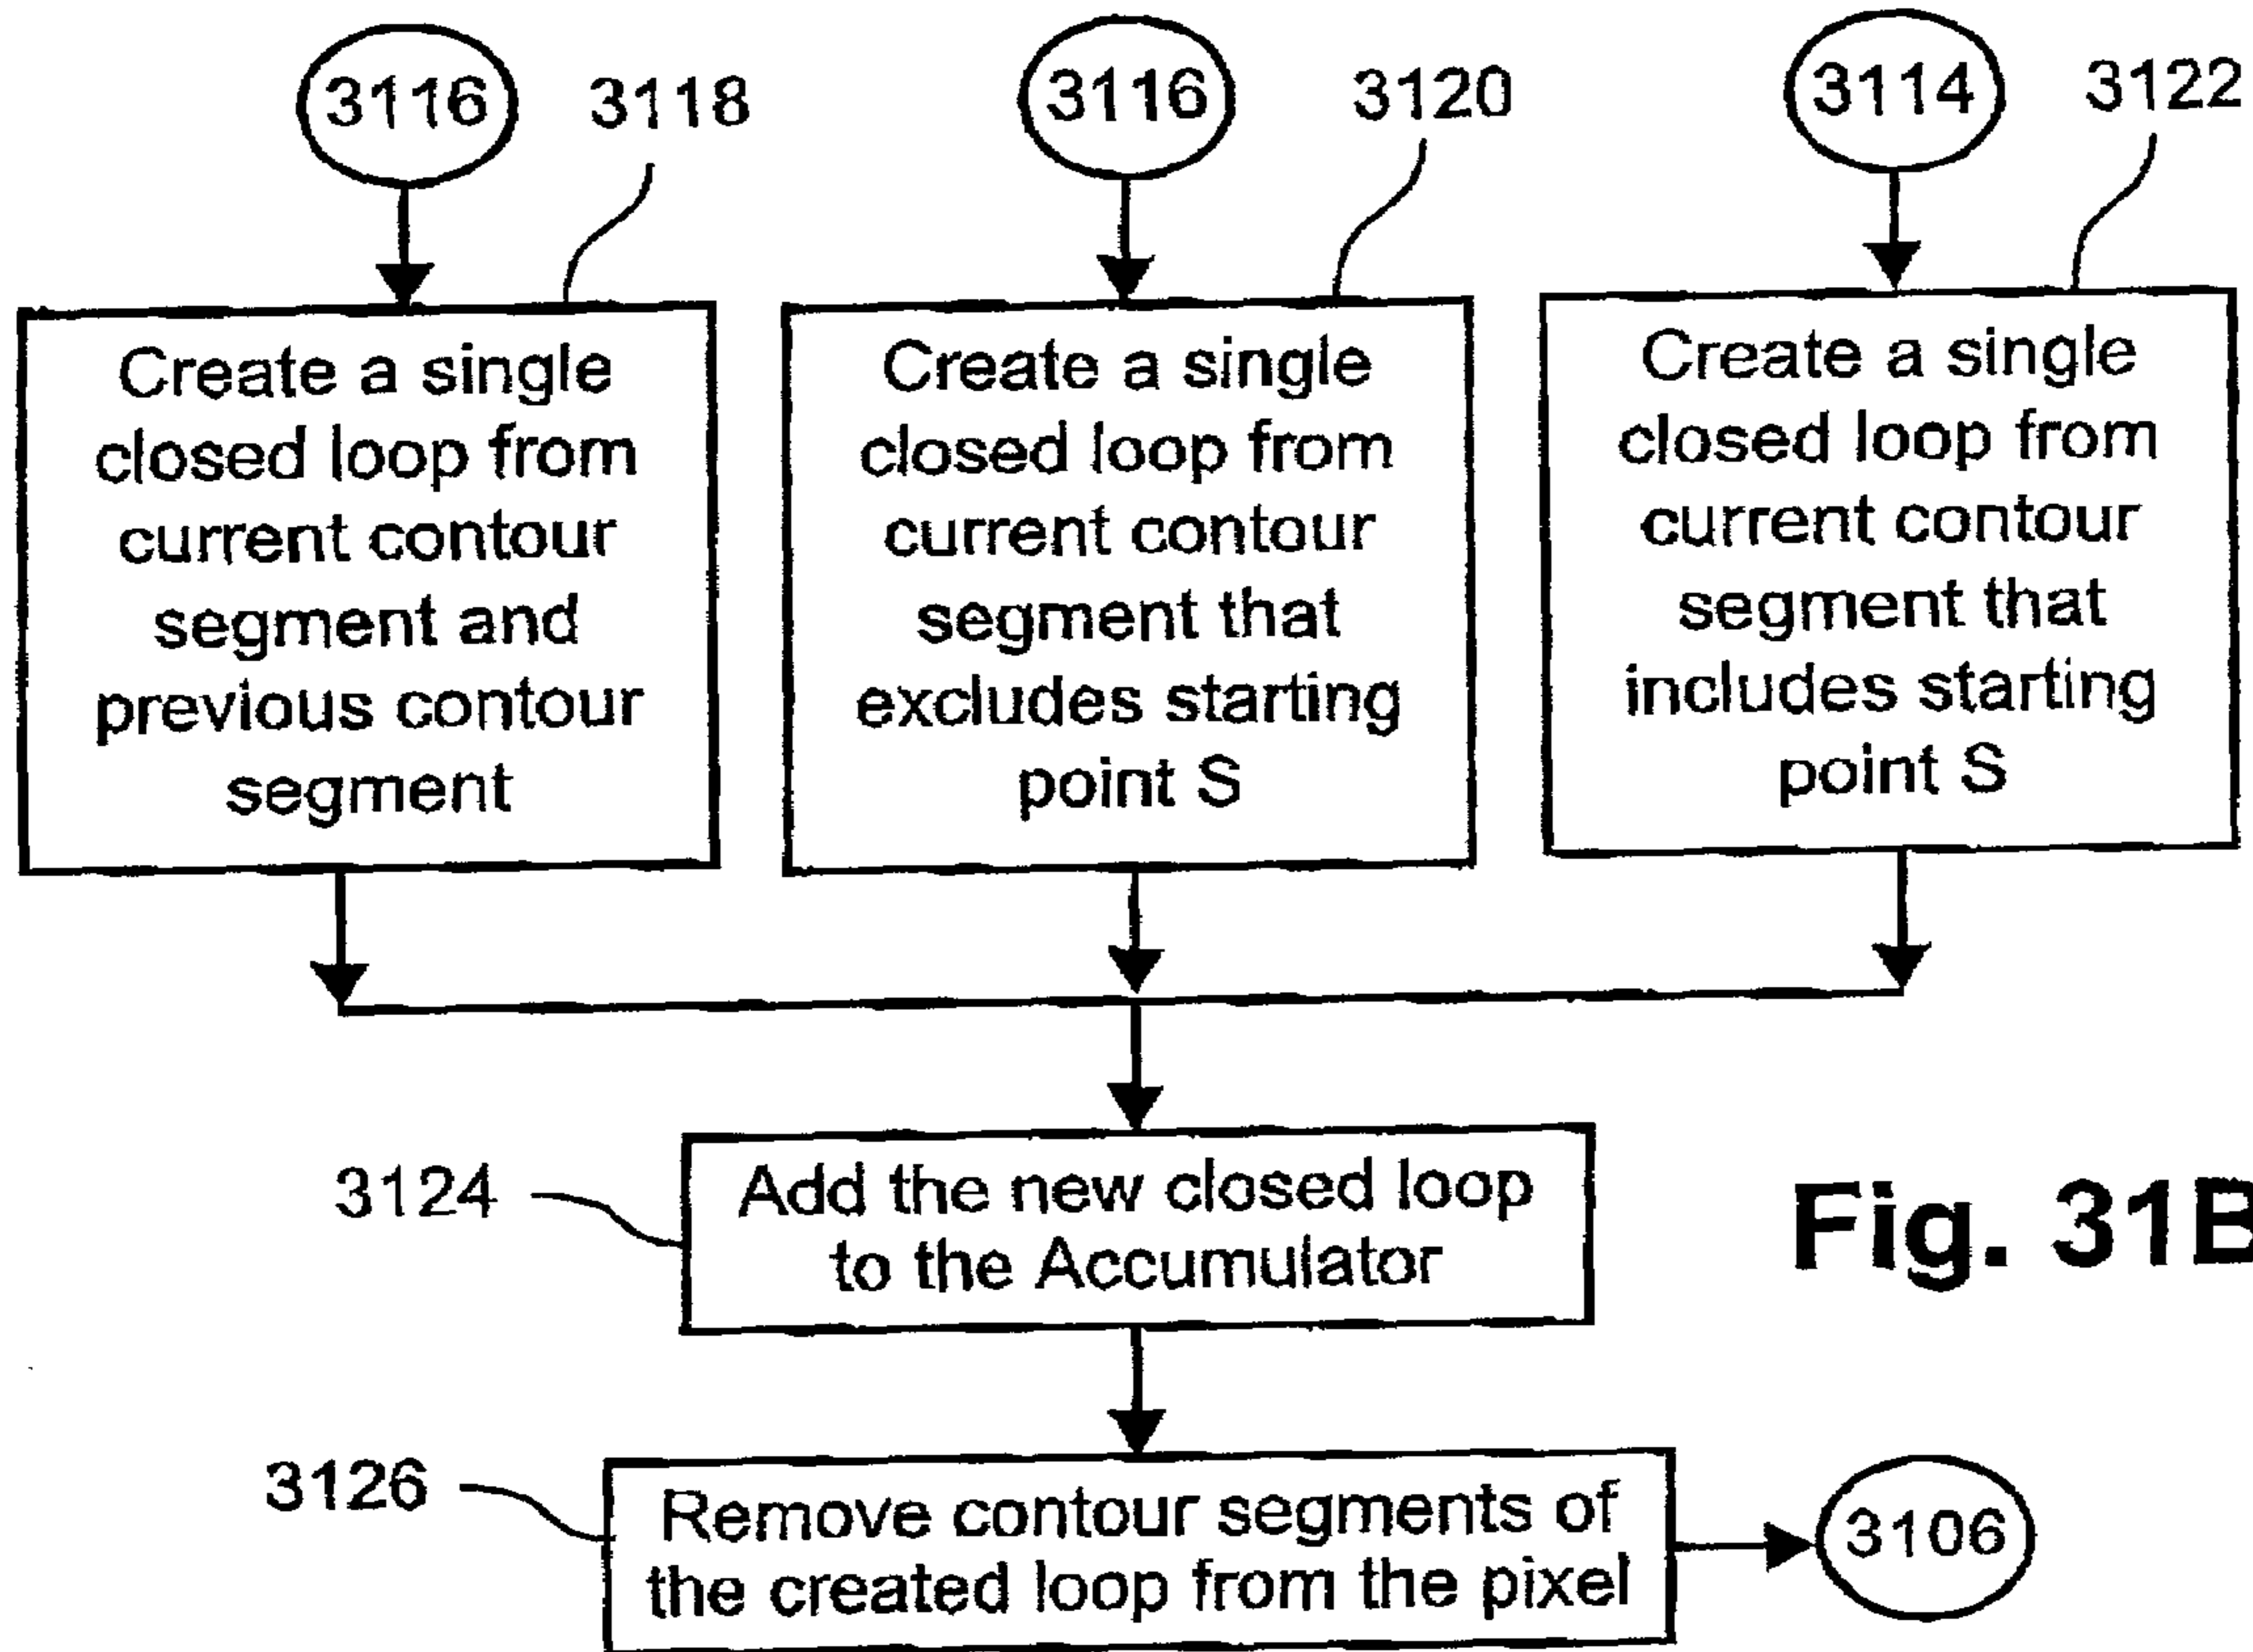 3116
3118
3116
3120
3114
3122
Create a single
closed loop from
current contour
segment and
previous contour
segment
Create a single
closed loop from
current contour
segment that
excludes starting
point S
Create a single
closed loop from
current contour
segment that
includes starting
point S
3124
Add the new closed loop
to the Accumulator
Fig. 31B
3126
Remove contour segments of
the created loop from the pixel
3106